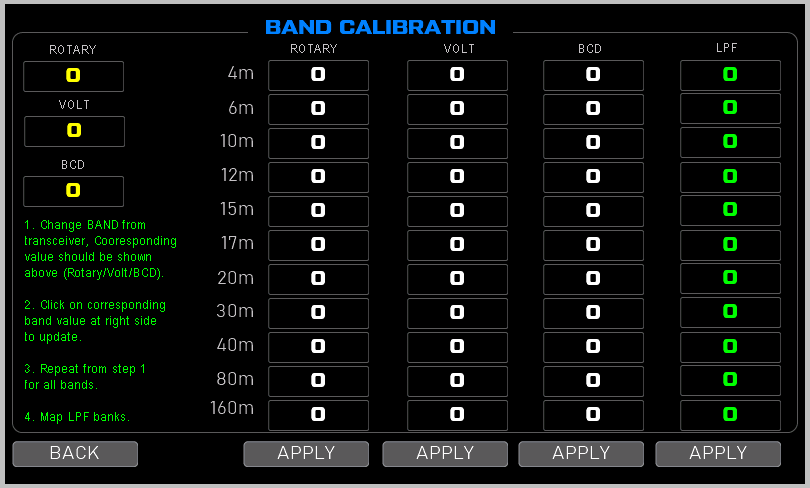 BAND CALIBRATION
ROTARY
0
VOLT
0
BCD
0
1. Change BAND from
transceiver, Cooresponding
value should be shown
above (Rotary/Volt/BCD).
2. Click on corresponding
band value at right side
to update.
3. Repeat from step 1
for all bands.
4. Map LPF banks.
ROTARY VOLT BCD LPF
4m 0 0 0 0
6m 0 0 0 0
10m 0 0 0 0
12m 0 0 0 0
15m 0 0 0 0
17m 0 0 0 0
20m 0 0 0 0
30m 0 0 0 0
40m 0 0 0 0
80m 0 0 0 0
160m 0 0 0 0
BACK APPLY APPLY APPLY APPLY